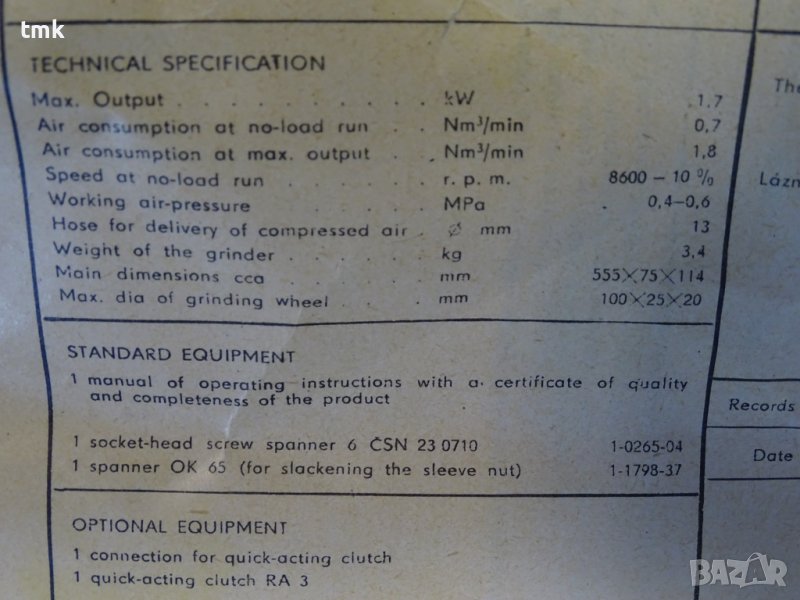 tmk
TECHNICAL SPECIFICATION
Max. Output . . . . . . . . . . kW 1.7
Air consumption at no-load run . . Nm³/min 0,7
Air consumption at max. output . . Nm³/min 1,8
Speed at no-load run . . . . . . r. p. m. 8600 – 10 %
Working air-pressure . . . . . MPa 0,4–0,6
Hose for delivery of compressed air . Ø mm 13
Weight of the grinder . . . . . kg 3,4
Main dimensions cca . . . . . mm 555×75×114
Max. dia of grinding wheel . . . mm 100×25×20
STANDARD EQUIPMENT
1 manual of operating instructions with a certificate of quality
and completeness of the product
1 socket-head screw spanner 6 ČSN 23 0710 1-0265-04
1 spanner OK 65 (for slackening the sleeve nut) 1-1798-37
OPTIONAL EQUIPMENT
1 connection for quick-acting clutch
1 quick-acting clutch RA 3
The
Lázn
Records
Date
BAZAR